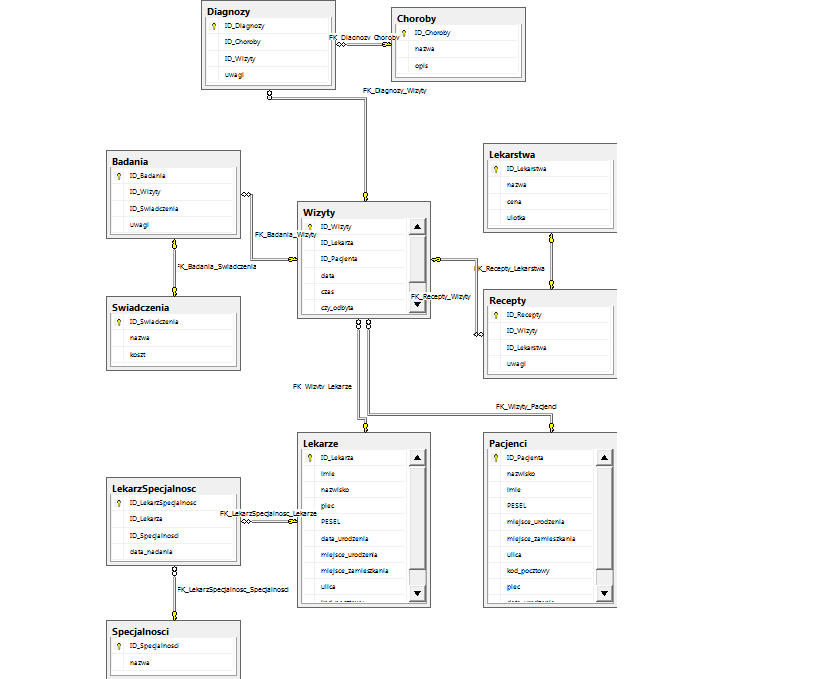 Diagnozy
ID_Diagnozy
ID_Choroby
ID_Wizyty
uwagi
FK_Diagnozy_Choroby
Choroby
ID_Choroby
nazwa
opis
FK_Diagnozy_Wizyty
Badania
ID_Badania
ID_Wizyty
ID_Swiadczenia
uwagi
FK_Badania_Wizyty
FK_Badania_Swiadczenia
Swiadczenia
ID_Swiadczenia
nazwa
koszt
Wizyty
ID_Wizyty
ID_Lekarza
ID_Pacjenta
data
czas
czy_odbyta
Lekarstwa
ID_Lekarstwa
nazwa
cena
ulotka
FK_Recepty_Lekarstwa
FK_Recepty_Wizyty
Recepty
ID_Recepty
ID_Wizyty
ID_Lekarstwa
uwagi
FK_Wizyty_Lekarze
FK_Wizyty_Pacjenci
Lekarze
ID_Lekarza
imie
nazwisko
plec
PESEL
data_urodzenia
miejsce_urodzenia
miejsce_zamieszkania
ulica
Pacjenci
ID_Pacjenta
nazwisko
imie
PESEL
miejsce_urodzenia
miejsce_zamieszkania
ulica
kod_pocztowy
plec
LekarzSpecjalnosc
ID_LekarzSpecjalnosc
ID_Lekarza
ID_Specjalnosci
data_nadania
FK_LekarzSpecjalnosc_Lekarze
FK_LekarzSpecjalnosc_Specjalnosci
Specjalnosci
ID_Specjalnosci
nazwa